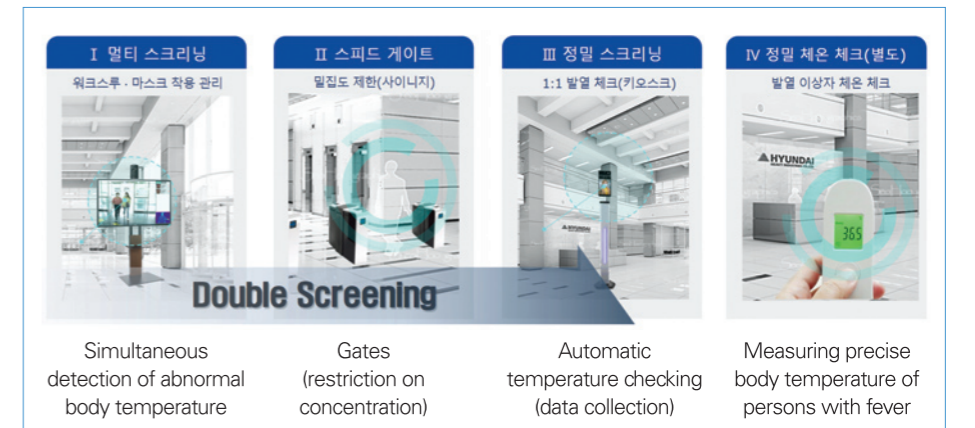 Ⅰ 멀티 스크리닝
워크스루 · 마스크 착용 관리
Ⅱ 스피드 게이트
밀집도 제한(사이니지)
Ⅲ 정밀 스크리닝
1:1 발열 체크(키오스크)
Ⅳ 정밀 체온 체크(별도)
발열 이상자 체온 체크
HYUNDAI
HYUNDAI
365
Double Screening
Simultaneous
detection of abnormal
body temperature
Gates
(restriction on
concentration)
Automatic
temperature checking
(data collection)
Measuring precise
body temperature of
persons with fever